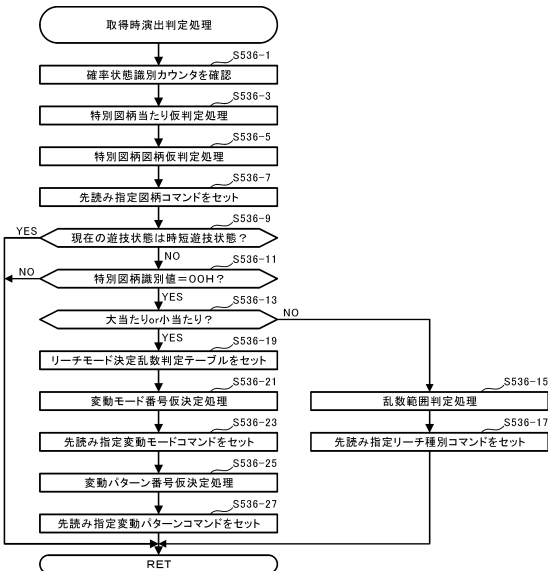 取得時演出判定処理
S536-1
確率状態識別カウンタを確認
S536-3
特別図柄当たり仮判定処理
S536-5
特別図柄図柄仮判定処理
S536-7
先読み指定図柄コマンドをセット
S536-9
YES
現在の遊技状態は時短遊技状態？
NO
S536-11
NO
特別図柄識別値＝00H？
YES
S536-13
大当たりor小当たり？
NO
YES
S536-19
リーチモード決定乱数判定テーブルをセット
S536-21
変動モード番号仮決定処理
S536-23
先読み指定変動モードコマンドをセット
S536-25
変動パターン番号仮決定処理
S536-27
先読み指定変動パターンコマンドをセット
S536-15
乱数範囲判定処理
S536-17
先読み指定リーチ種別コマンドをセット
RET